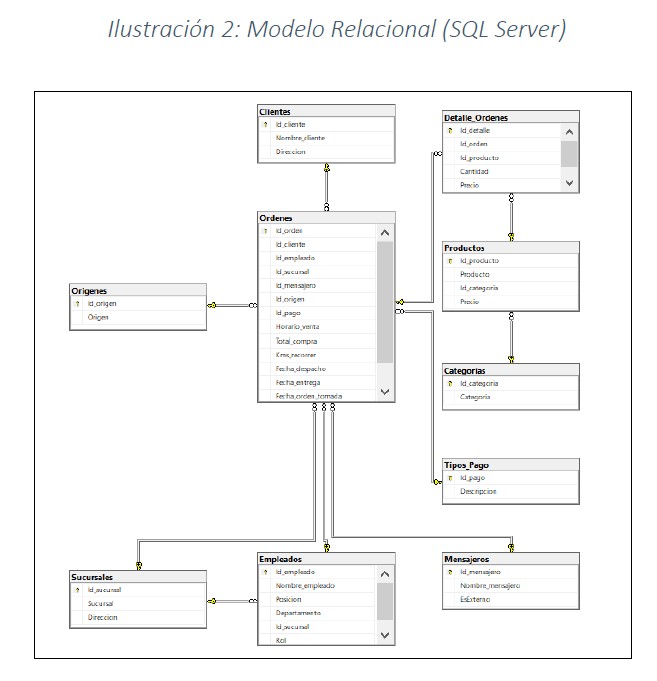 Ilustración 2: Modelo Relacional (SQL Server)
Clientes
Id_cliente
Nombre_cliente
Direccion
Detalle_Ordenes
Id_detalle
Id_orden
Id_producto
Cantidad
Precio
Ordenes
Id_orden
Id_cliente
Id_empleado
Id_sucursal
Id_mensajero
Id_origen
Id_pago
Horario_venta
Total_compra
Kms_recorrer
Fecha_despacho
Fecha_entrega
Fecha_orden_tomada
Productos
Id_producto
Producto
Id_categoria
Precio
Origenes
Id_origen
Origen
Categorias
Id_categoria
Categoria
Tipos_Pago
Id_pago
Descripcion
Sucursales
Id_sucursal
Sucursal
Direccion
Empleados
Id_empleado
Nombre_empleado
Posicion
Departamento
Id_sucursal
Rol
Mensajeros
Id_mensajero
Nombre_mensajero
EsExterno